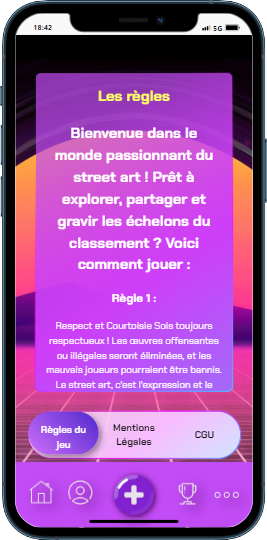 18:42
5G
Les règles
Bienvenue dans le
monde passionnant du
street art ! Prêt à
explorer, partager et
gravir les échelons du
classement ? Voici
comment jouer :
Règle 1 :
Respect et Courtoisie Sois toujours
respectueux ! Les œuvres offensantes
ou illégales seront éliminées, et les
mauvais joueurs pourraient être bannis.
Le street art, c'est l'expression et le
Règles du
jeu
Mentions
Légales
CGU